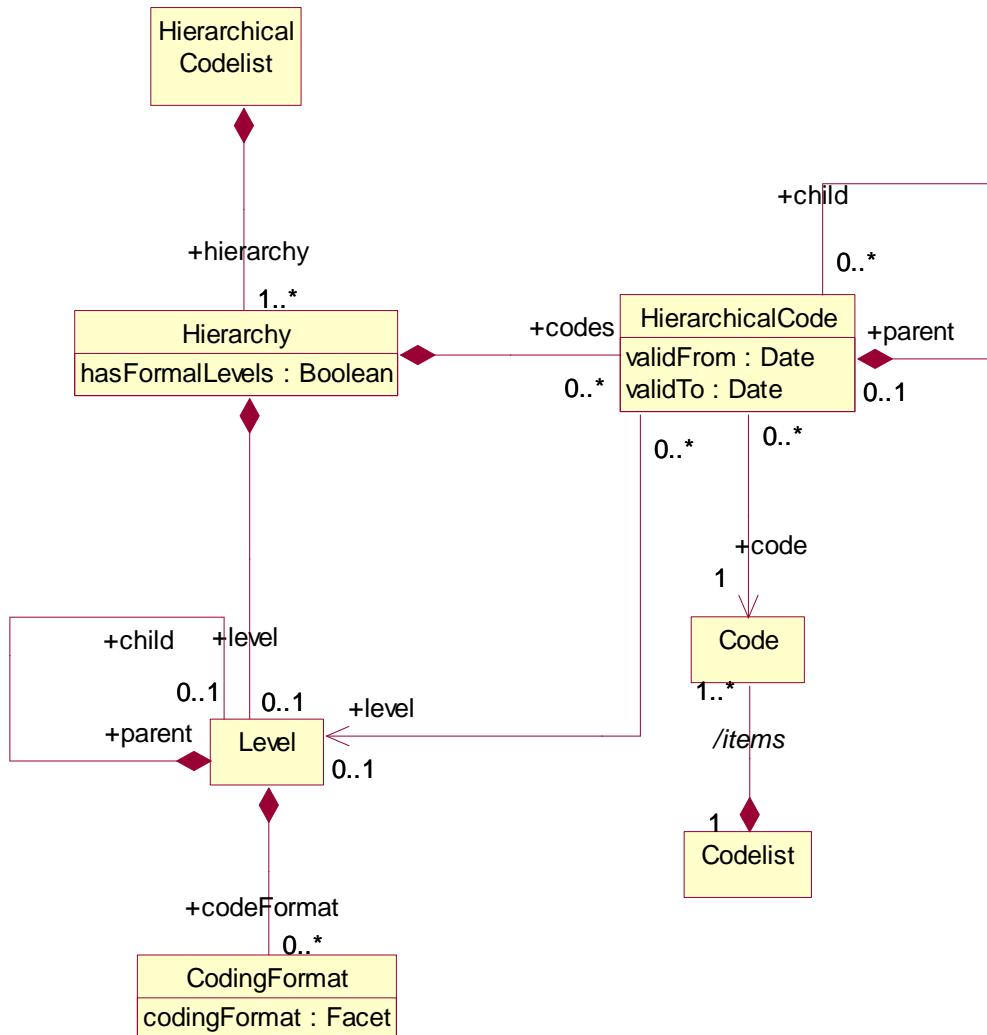 Hierarchical
Codelist
+child
+hierarchy
0..*
1..*
Hierarchy
hasFormalLevels : Boolean
+codes
0..*
HierarchicalCode
validFrom : Date
validTo : Date
+parent
0..1
0..*
0..*
+code
1
Code
1..*
/items
1
Codelist
+child
+level
0..1
0..1
+parent
Level
+level
0..1
+codeFormat
0..*
CodingFormat
codingFormat : Facet